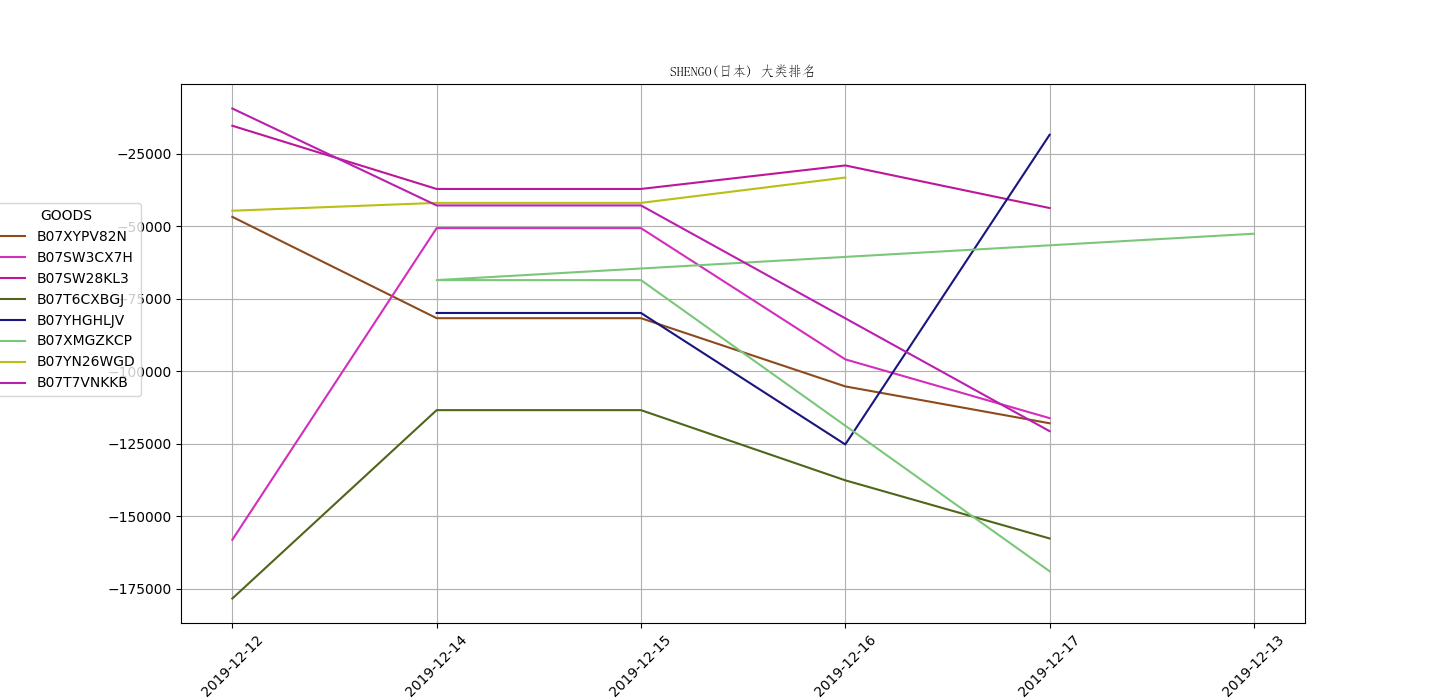 SHENGO(日本) 大类排名
−25000
−50000
−75000
−100000
−125000
−150000
−175000
GOODS
B07XYPV82N
B07SW3CX7H
B07SW28KL3
B07T6CXBGJ
B07YHGHLJV
B07XMGZKCP
B07YN26WGD
B07T7VNKKB
2019-12-12
2019-12-14
2019-12-15
2019-12-16
2019-12-17
2019-12-13